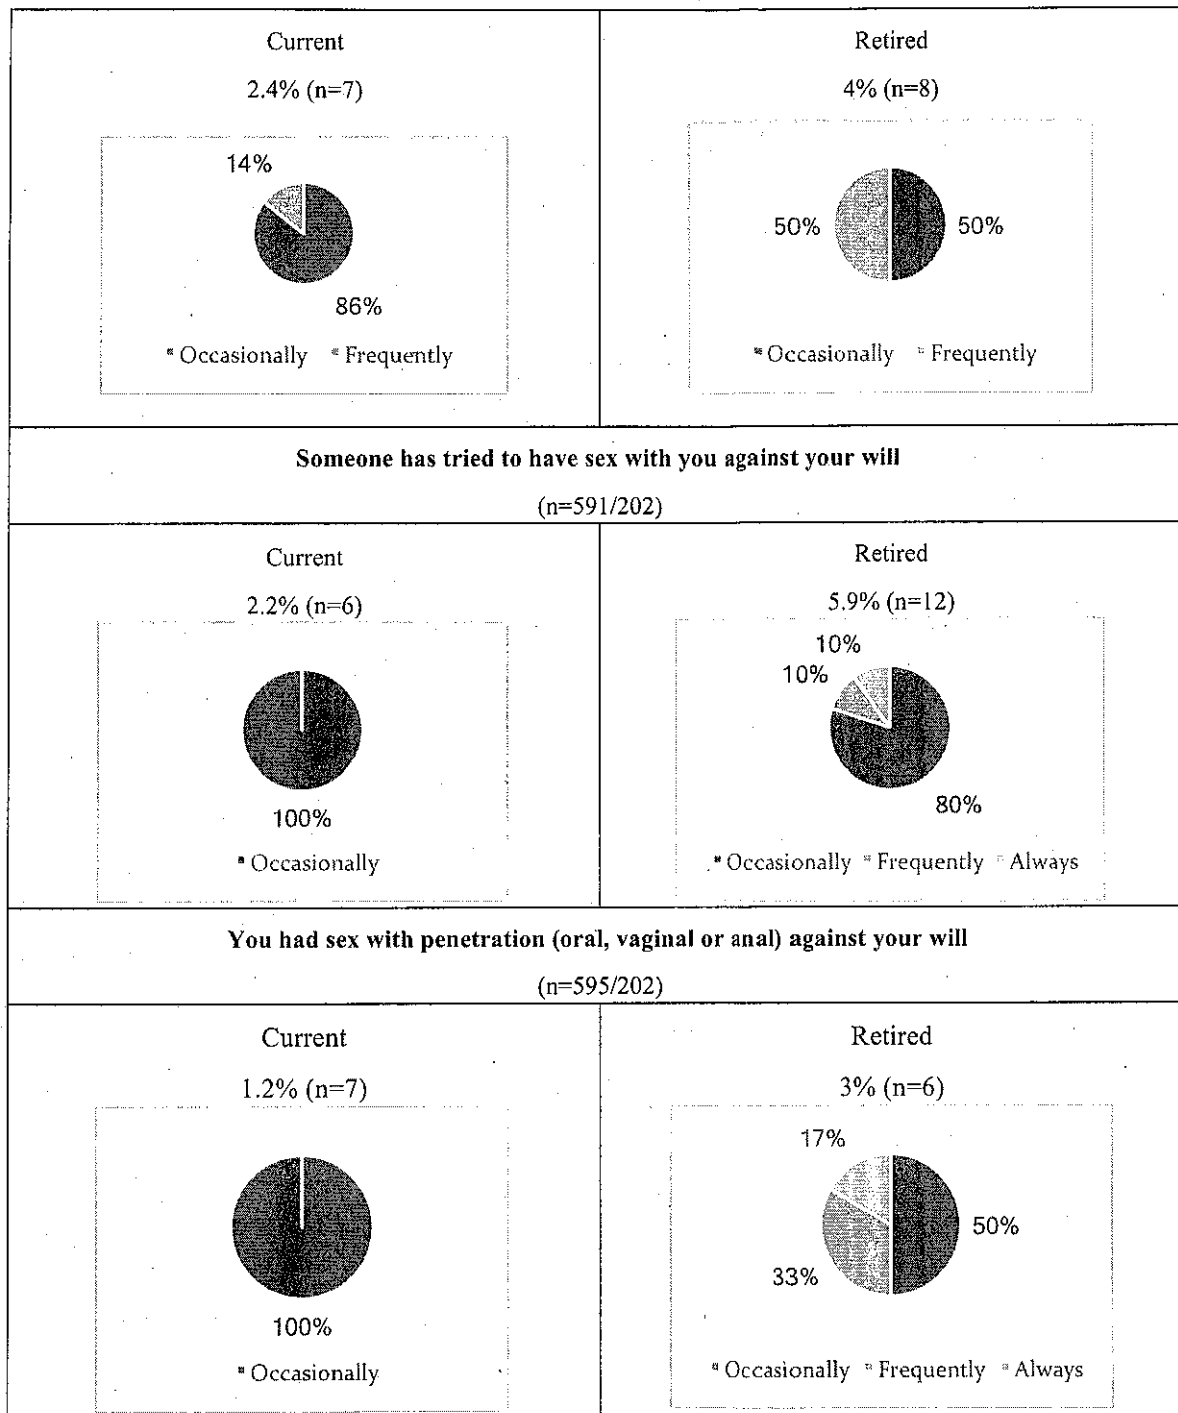 Current
2.4% (n=7)
14%
86%
▪ Occasionally ▪ Frequently
Retired
4% (n=8)
50%
50%
▪ Occasionally ▪ Frequently
Someone has tried to have sex with you against your will
(n=591/202)
Current
2.2% (n=6)
100%
▪ Occasionally
Retired
5.9% (n=12)
10%
10%
80%
▪ Occasionally ▪ Frequently ▪ Always
You had sex with penetration (oral, vaginal or anal) against your will
(n=595/202)
Current
1.2% (n=7)
100%
▪ Occasionally
Retired
3% (n=6)
17%
50%
33%
▪ Occasionally ▪ Frequently ▪ Always